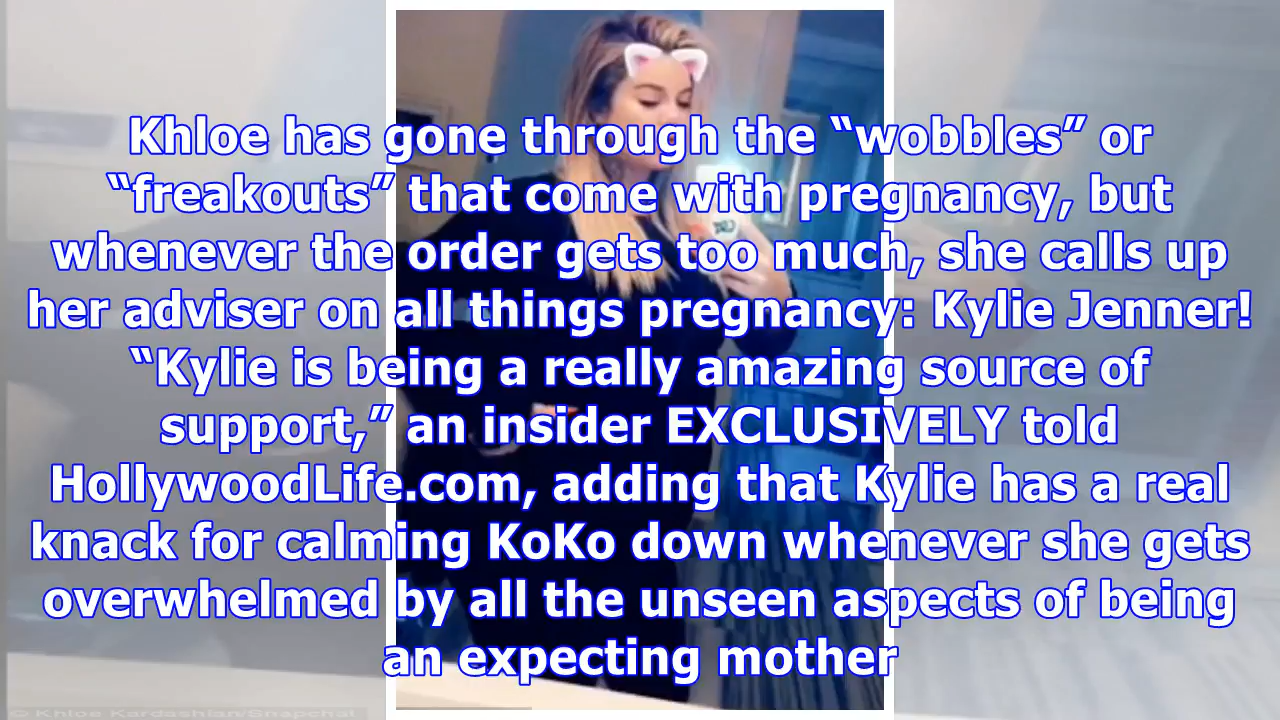 Khloe has gone through the “wobbles” or
“freakouts” that come with pregnancy, but
whenever the order gets too much, she calls up
her adviser on all things pregnancy: Kylie Jenner!
“Kylie is being a really amazing source of
support,” an insider EXCLUSIVELY told
HollywoodLife.com, adding that Kylie has a real
knack for calming KoKo down whenever she gets
overwhelmed by all the unseen aspects of being
an expecting mother
© Khloe Kardashian/Snapchat